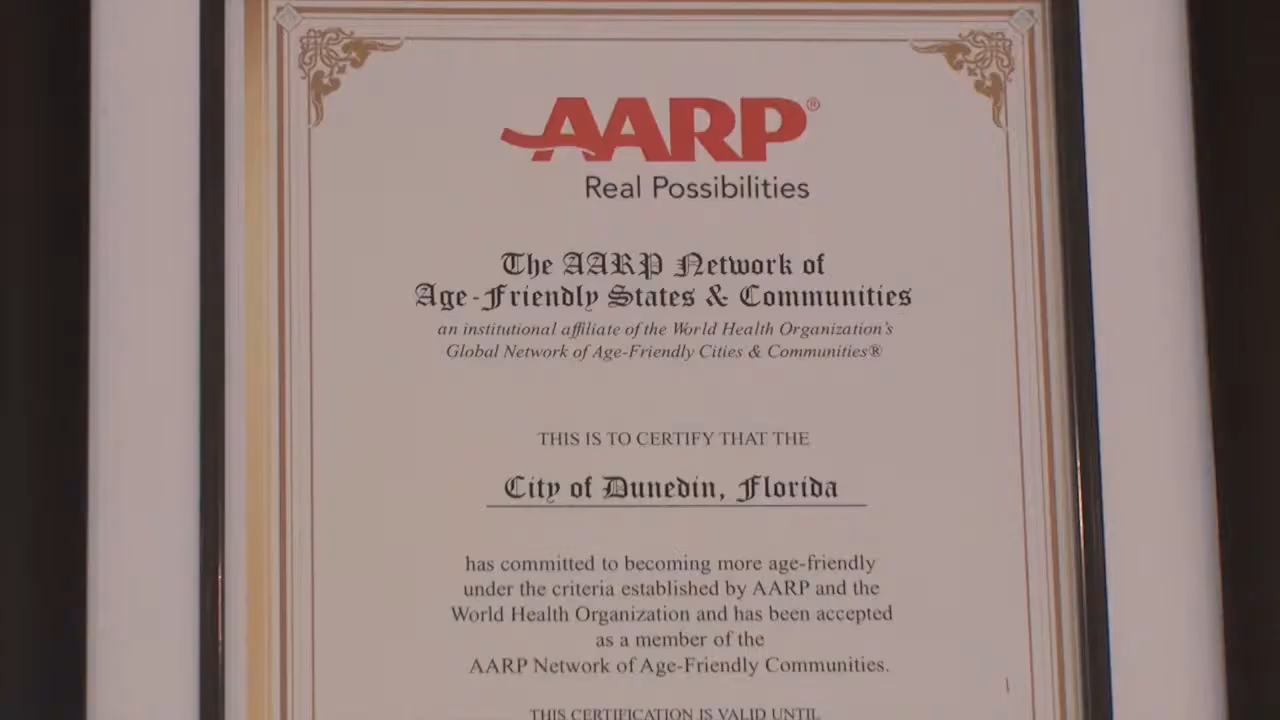 AARP®
Real Possibilities
The AARP Network of
Age-Friendly States & Communities
an institutional affiliate of the World Health Organization's
Global Network of Age-Friendly Cities & Communities®
THIS IS TO CERTIFY THAT THE
City of Dunedin, Florida
has committed to becoming more age-friendly
under the criteria established by AARP and the
World Health Organization and has been accepted
as a member of the
AARP Network of Age-Friendly Communities.
THIS CERTIFICATION IS VALID UNTIL